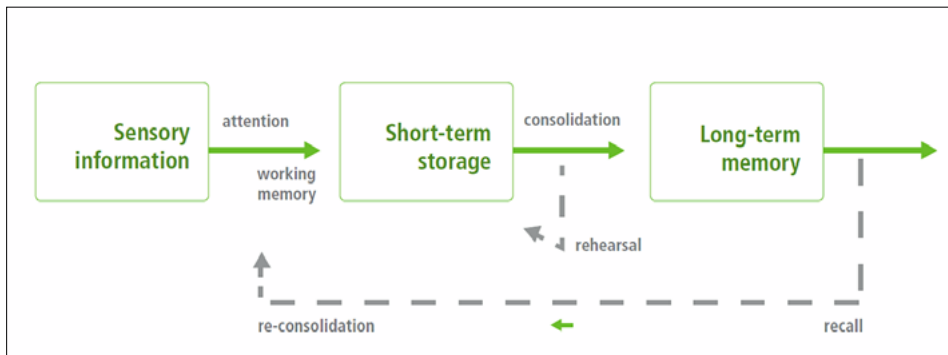 Sensory
information
attention
working
memory
Short-term
storage
consolidation
rehearsal
Long-term
memory
re-consolidation
recall